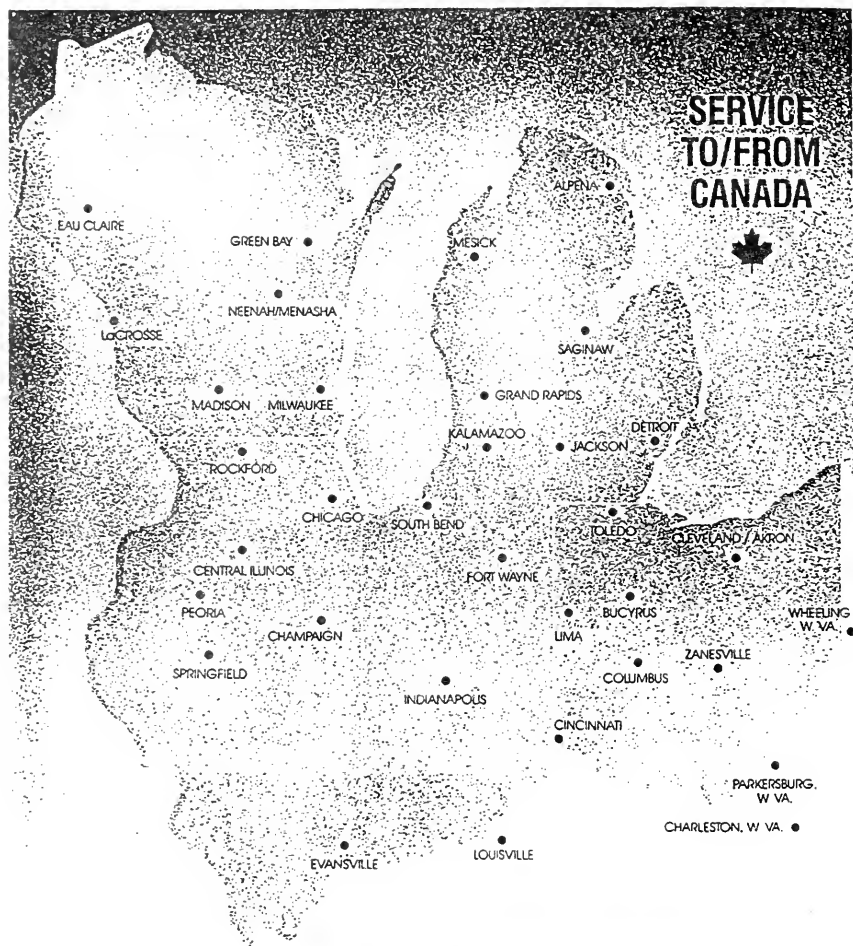 SERVICE
TO/FROM
CANADA
ALPENA
EAU CLAIRE
GREEN BAY
MESICK
NEENAH/MENASHA
LaCROSSE
SAGINAW
MADISON
MILWAUKEE
GRAND RAPIDS
DETROIT
KALAMAZOO
JACKSON
ROCKFORD
CHICAGO
SOUTH BEND
TOLEDO
CLEVELAND / AKRON
CENTRAL ILLINOIS
FORT WAYNE
PEORIA
CHAMPAIGN
LIMA
BUCYRUS
WHEELING
W. VA.
SPRINGFIELD
COLUMBUS
ZANESVILLE
INDIANAPOLIS
CINCINNATI
PARKERSBURG,
W VA.
CHARLESTON, W VA.
EVANSVILLE
LOUISVILLE